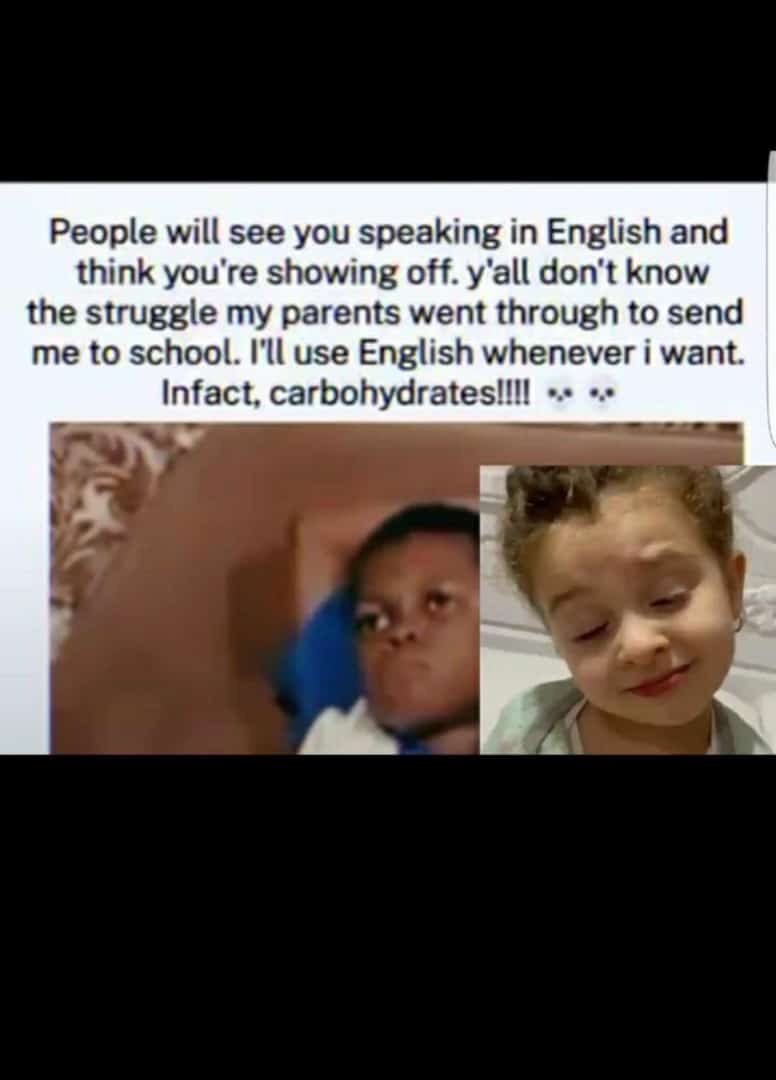 People will see you speaking in English and
think you're showing off. y'all don't know
the struggle my parents went through to send
me to school. I'll use English whenever i want.
Infact, carbohydrates!!!! 💀💀